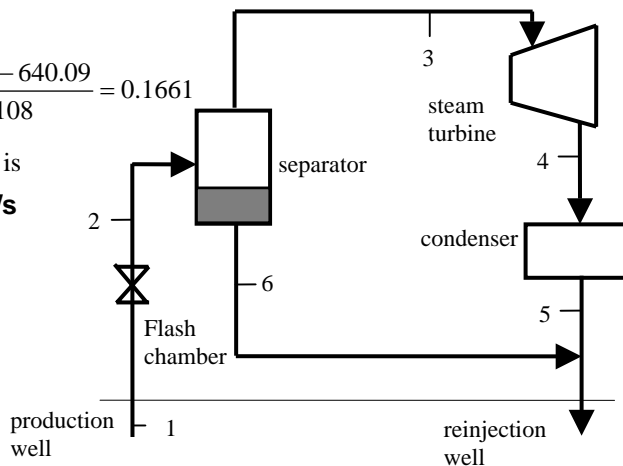 − 640.09
108
= 0.1661
is
/s
3
steam
turbine
separator
4
2
condenser
6
5
Flash
chamber
production
well
1
reinjection
well